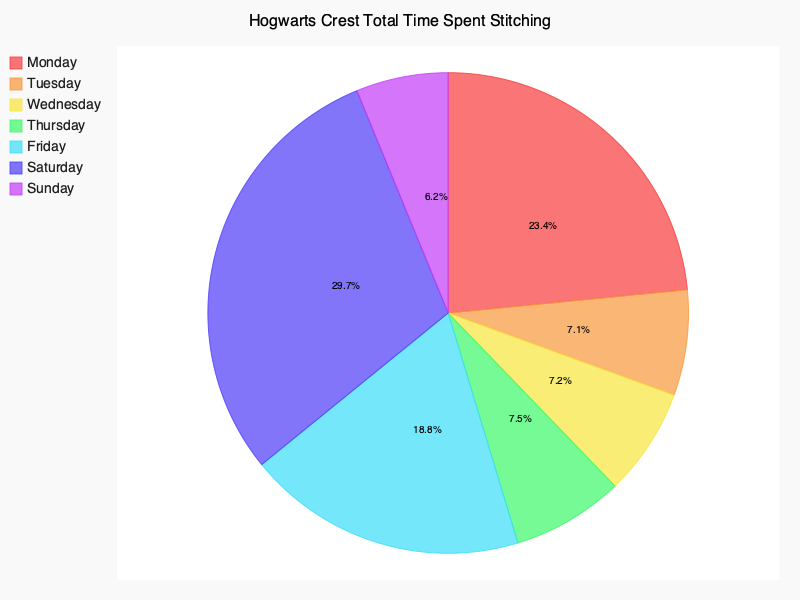 Hogwarts Crest Total Time Spent Stitching
Monday
Tuesday
Wednesday
Thursday
Friday
Saturday
Sunday
6.2%
23.4%
29.7%
7.1%
7.2%
7.5%
18.8%